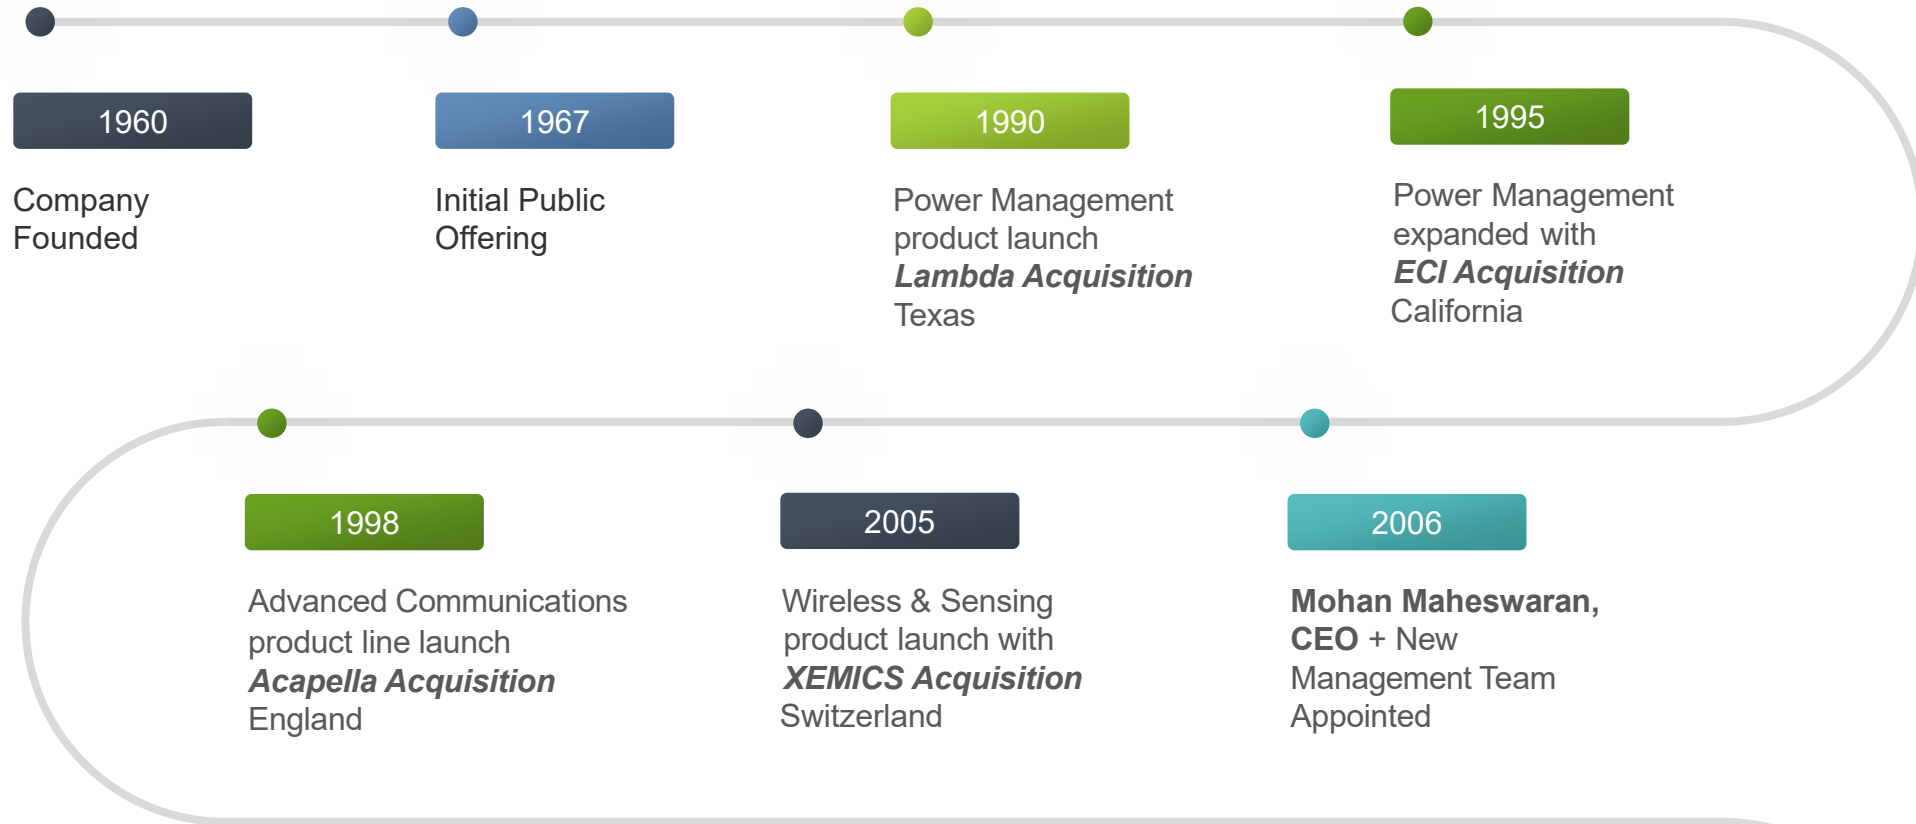 1960
Company
Founded
1967
Initial Public
Offering
1990
Power Management
product launch
Lambda Acquisition
Texas
1995
Power Management
expanded with
ECI Acquisition
California
1998
Advanced Communications
product line launch
Acapella Acquisition
England
2005
Wireless & Sensing
product launch with
XEMICS Acquisition
Switzerland
2006
Mohan Maheswaran,
CEO + New
Management Team
Appointed